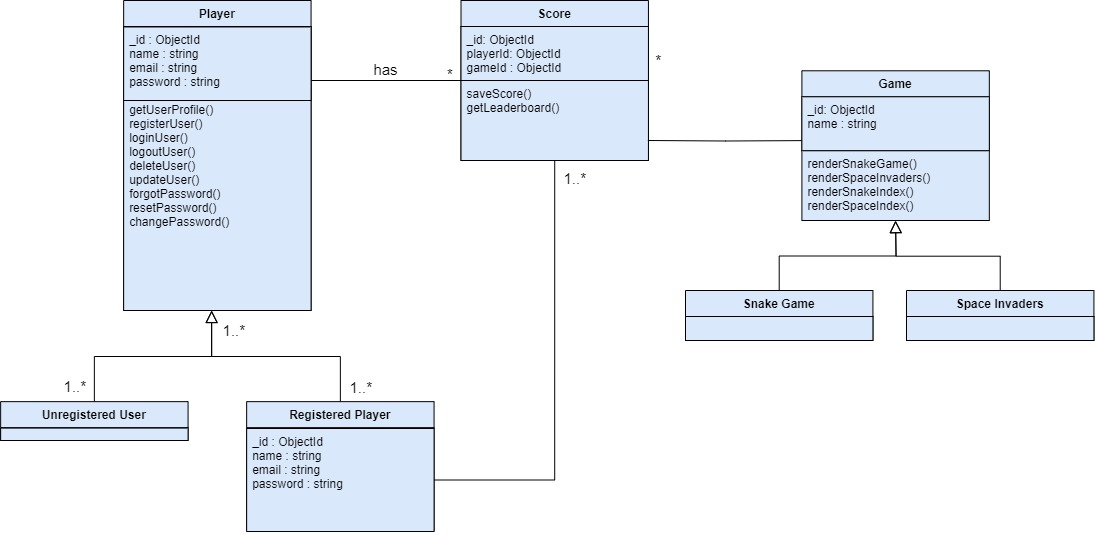 Player
_id : ObjectId
name : string
email : string
password : string
getUserProfile()
registerUser()
loginUser()
logoutUser()
deleteUser()
updateUser()
forgotPassword()
resetPassword()
changePassword()
has
*
Score
_id: ObjectId
playerId: ObjectId
gameId : ObjectId
saveScore()
getLeaderboard()
*
1..*
Game
_id: ObjectId
name : string
renderSnakeGame()
renderSpaceInvaders()
renderSnakeIndex()
renderSpaceIndex()
Snake Game
Space Invaders
1..*
1..*
1..*
Unregistered User
Registered Player
_id : ObjectId
name : string
email : string
password : string